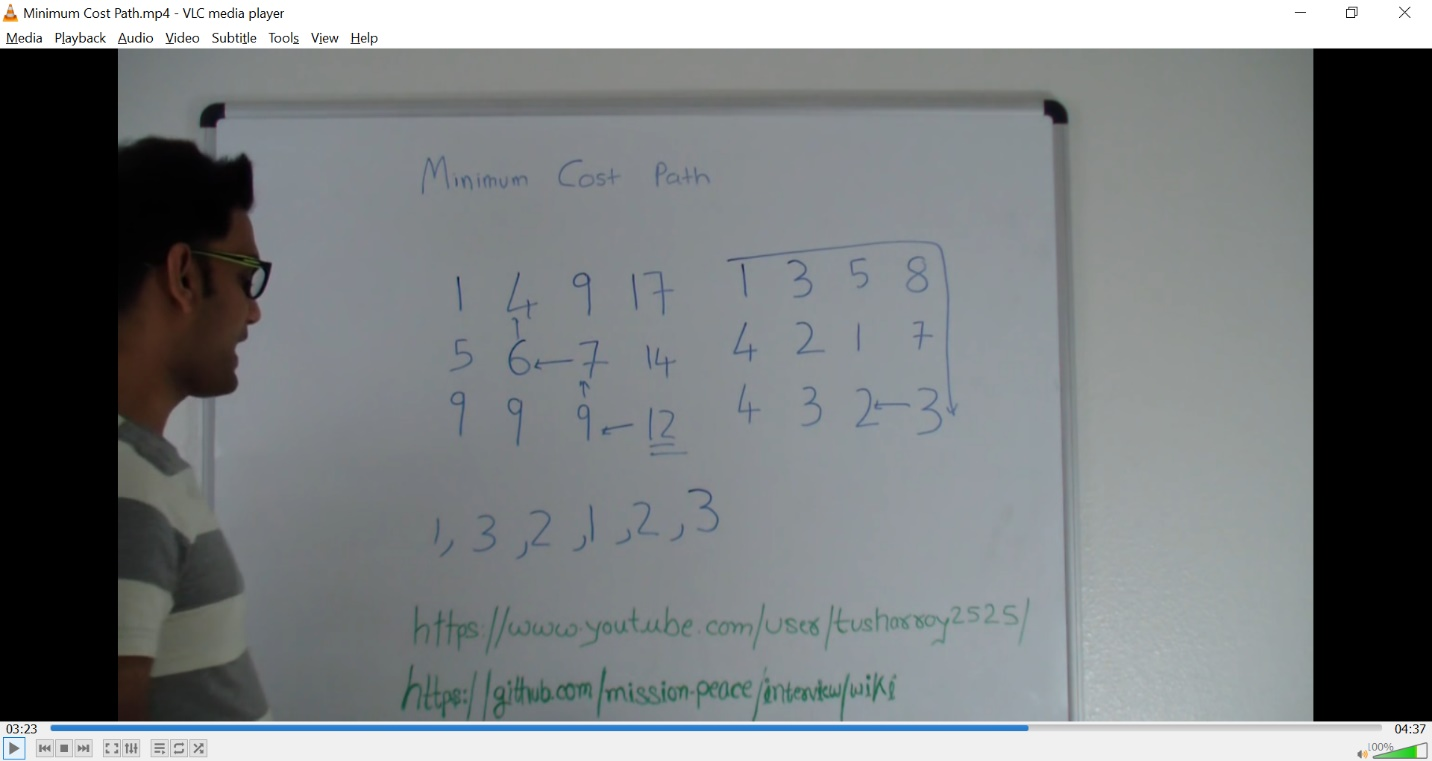 Minimum Cost Path.mp4 - VLC media player
Media Playback Audio Video Subtitle Tools View Help
Minimum Cost Path
1 4 9 17 1 3 5 8
5 6 ← 7 14 4 2 1 7
9 9 9 ← 12 4 3 2 ← 3
1, 3, 2, 1, 2, 3
https://www.youtube.com/user/tusharroy2525/
https://github.com/mission-peace/interview/wiki
03:23 04:37
100%